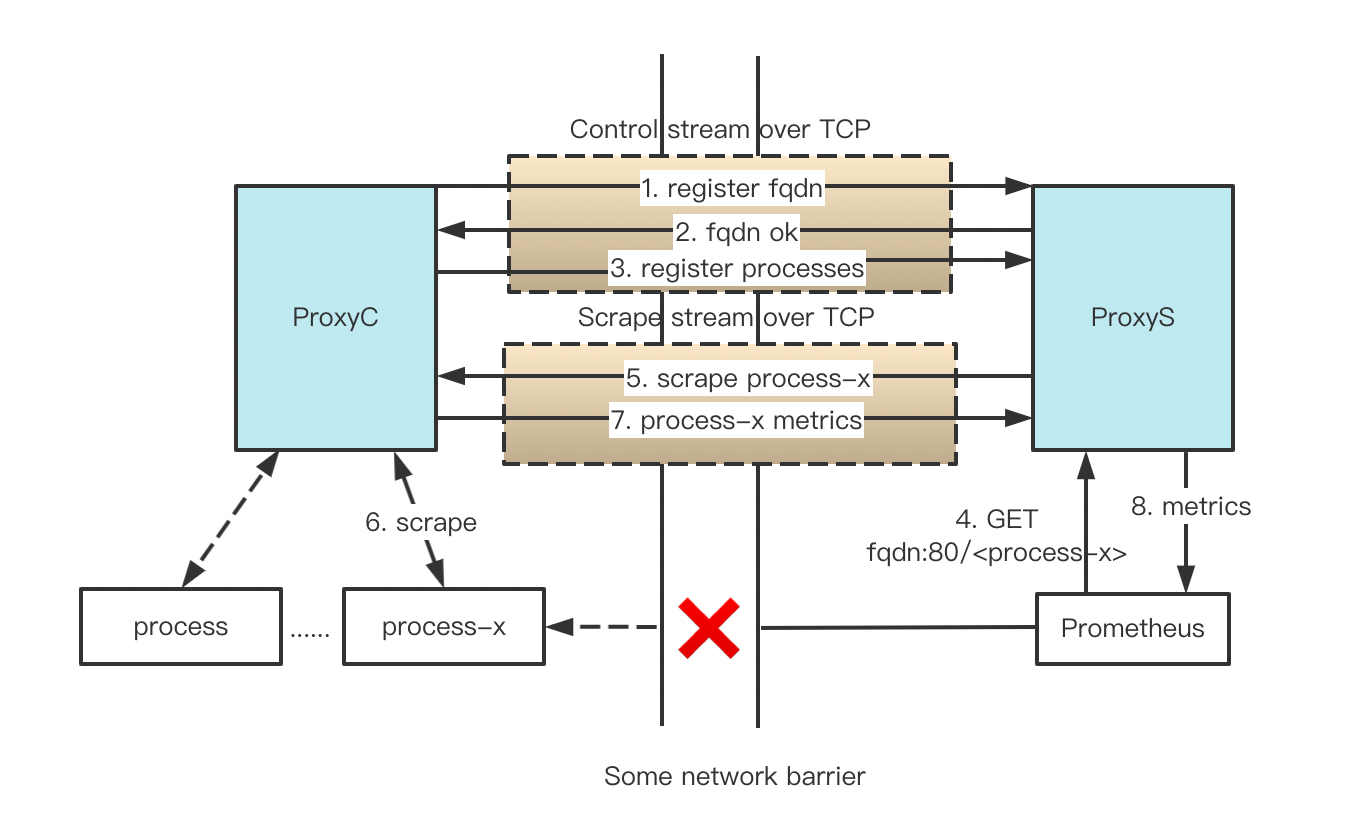 Control stream over TCP
1. register fqdn
2. fqdn ok
3. register processes
ProxyC
Scrape stream over TCP
ProxyS
5. scrape process-x
7. process-x metrics
6. scrape
4. GET
fqdn:80/<process-x>
8. metrics
process
......
process-x
Prometheus
Some network barrier